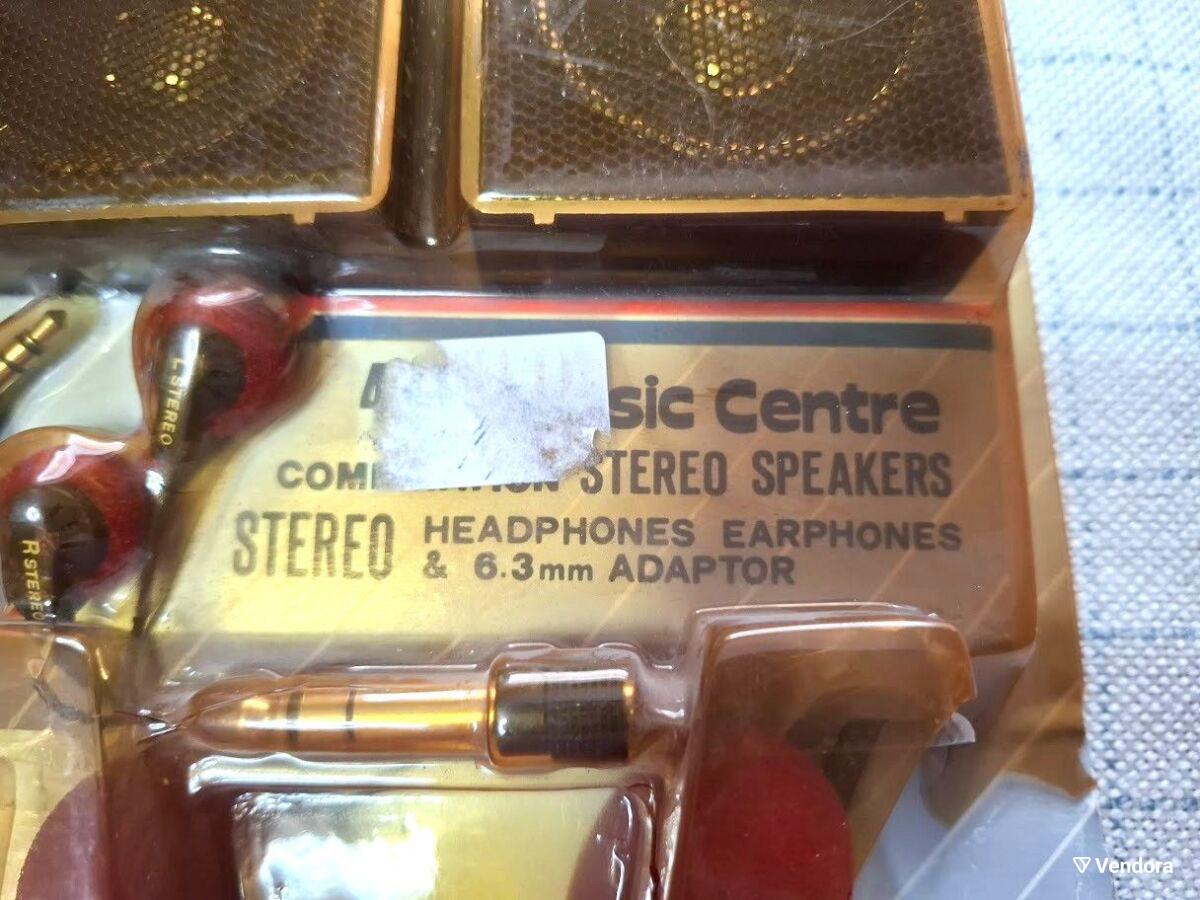 L STEREO
R STEREO
sic Centre
STEREO SPEAKERS
STEREO HEADPHONES EARPHONES
& 6.3mm ADAPTOR
Vendora